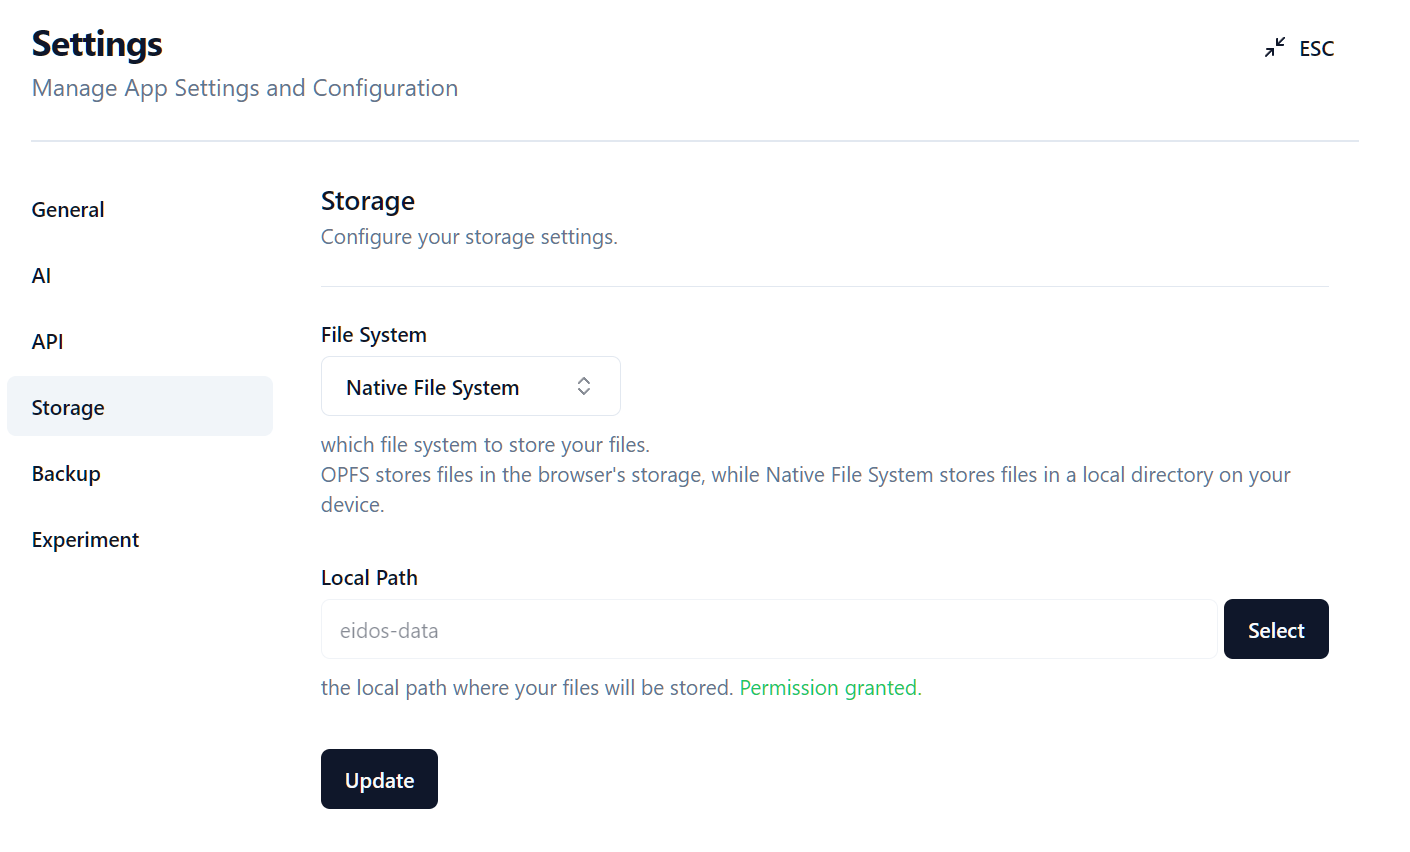 Settings
ESC
Manage App Settings and Configuration
General
AI
API
Storage
Backup
Experiment
Storage
Configure your storage settings.
File System
Native File System
which file system to store your files.
OPFS stores files in the browser's storage, while Native File System stores files in a local directory on your
device.
Local Path
eidos-data
Select
the local path where your files will be stored. Permission granted.
Update